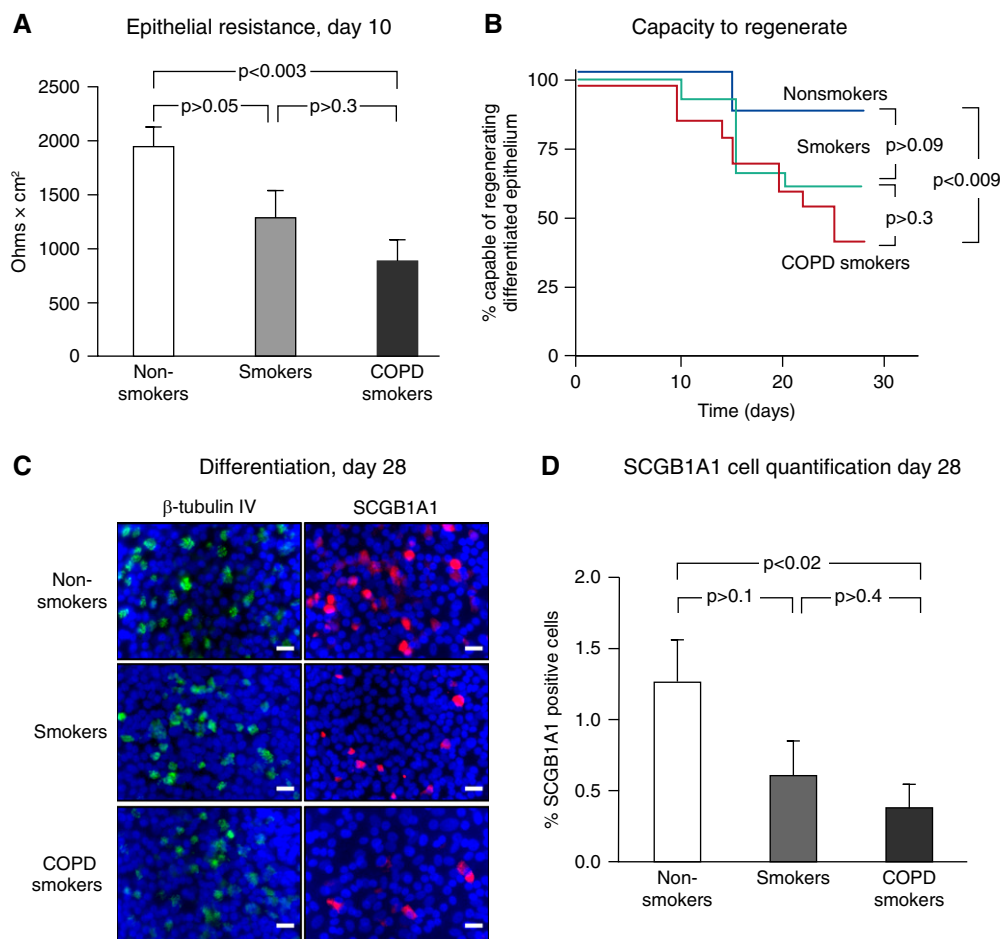 A
Epithelial resistance, day 10
p<0.003
p>0.05
p>0.3
2500
2000
1500
1000
500
0
Ohms × cm²
Non-
smokers
Smokers
COPD
smokers
B
Capacity to regenerate
100
75
50
25
0
% capable of regenerating
differentiated epithelium
Nonsmokers
Smokers
COPD smokers
p>0.09
p>0.3
p<0.009
0
10
20
30
Time (days)
C
Differentiation, day 28
β-tubulin IV
SCGB1A1
Non-
smokers
Smokers
COPD
smokers
D
SCGB1A1 cell quantification day 28
p<0.02
p>0.1
p>0.4
2.0
1.5
1.0
0.5
0.0
% SCGB1A1 positive cells
Non-
smokers
Smokers
COPD
smokers